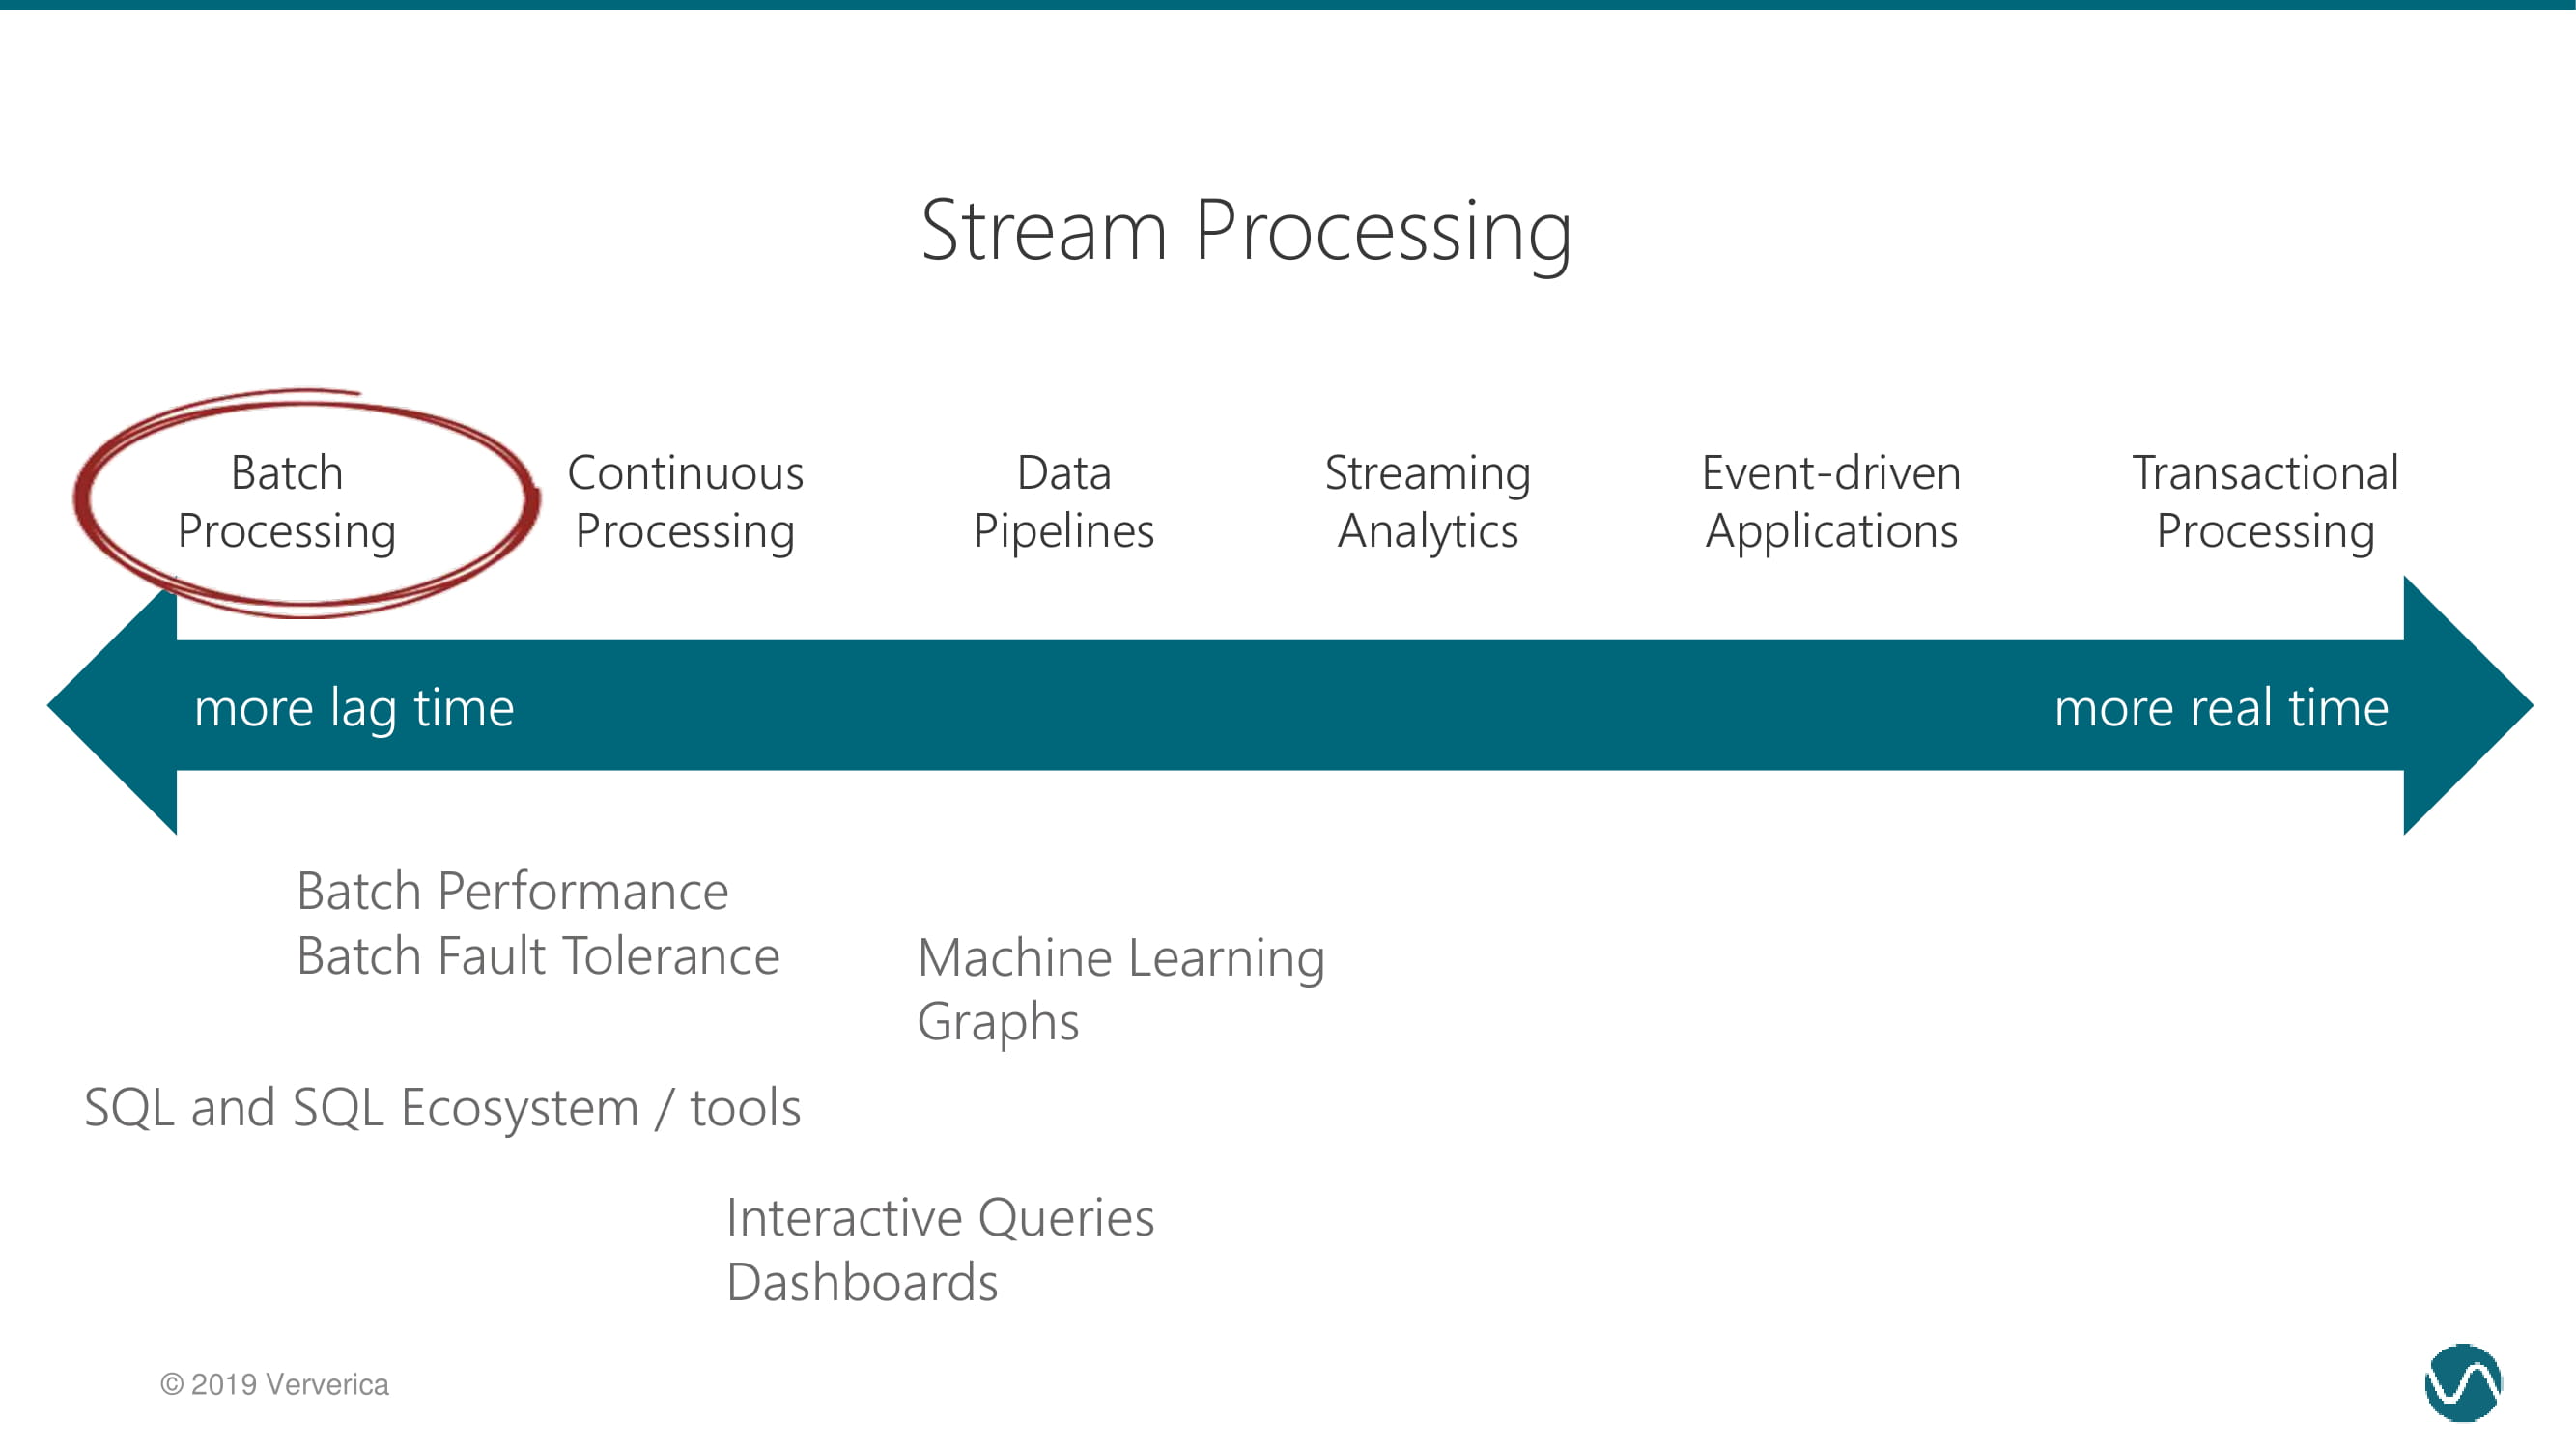 Stream Processing
Batch
Processing
Continuous
Processing
Data
Pipelines
Streaming
Analytics
Event-driven
Applications
Transactional
Processing
more lag time
more real time
Batch Performance
Batch Fault Tolerance
Machine Learning
Graphs
SQL and SQL Ecosystem / tools
Interactive Queries
Dashboards
© 2019 Ververica